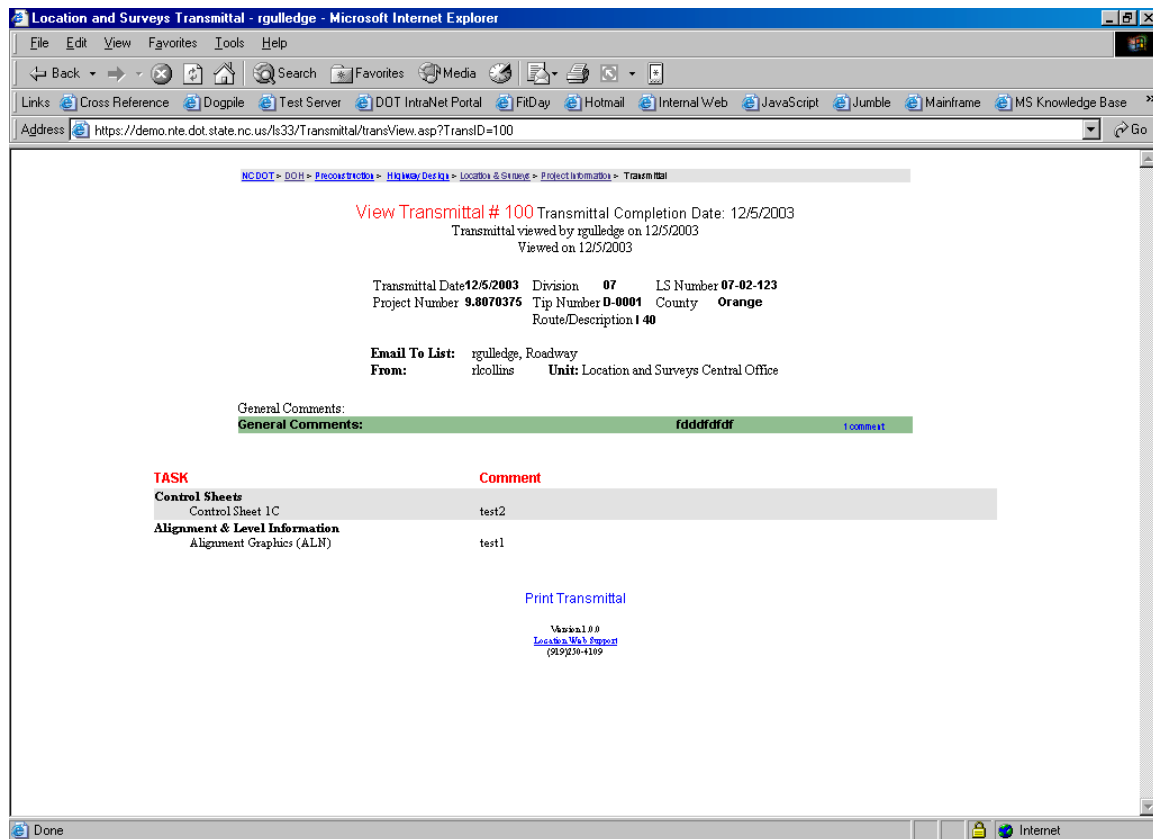 Location and Surveys Transmittal - rgulledge - Microsoft Internet Explorer
File Edit View Favorites Tools Help
Back Search Favorites Media
Links Cross Reference Dogpile Test Server DOT IntraNet Portal FitDay Hotmail Internal Web JavaScript Jumble Mainframe MS Knowledge Base »
Address https://demo.nte.dot.state.nc.us/ls33/Transmittal/transView.asp?TransID=100 Go
NCDOT > DOH > Preconstruction > Highway Design > Location & Surveys > Project Information > Transmittal
View Transmittal # 100 Transmittal Completion Date: 12/5/2003
Transmittal viewed by rgulledge on 12/5/2003
Viewed on 12/5/2003
Transmittal Date 12/5/2003 Division 07 LS Number 07-02-123
Project Number 9.8070375 Tip Number D-0001 County Orange
Route/Description I 40
Email To List: rgulledge, Roadway
From: rlcollins Unit: Location and Surveys Central Office
General Comments:
General Comments: fdddfdfdf 1 comment
TASK Comment
Control Sheets
Control Sheet 1C test2
Alignment & Level Information
Alignment Graphics (ALN) test1
Print Transmittal
Version1.0.0
Location Web Support
(919)250-4109
Done Internet